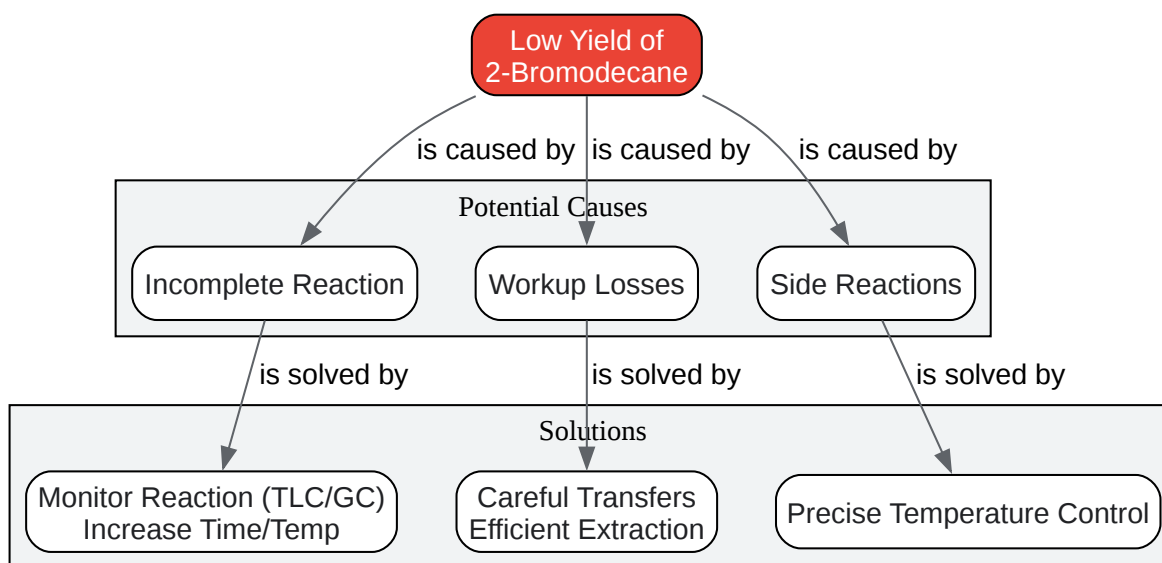 Low Yield of
2-Bromodecane
is caused by
is caused by
is caused by
Potential Causes
Incomplete Reaction
Workup Losses
Side Reactions
is solved by
is solved by
is solved by
Solutions
Monitor Reaction (TLC/GC)
Increase Time/Temp
Careful Transfers
Efficient Extraction
Precise Temperature Control